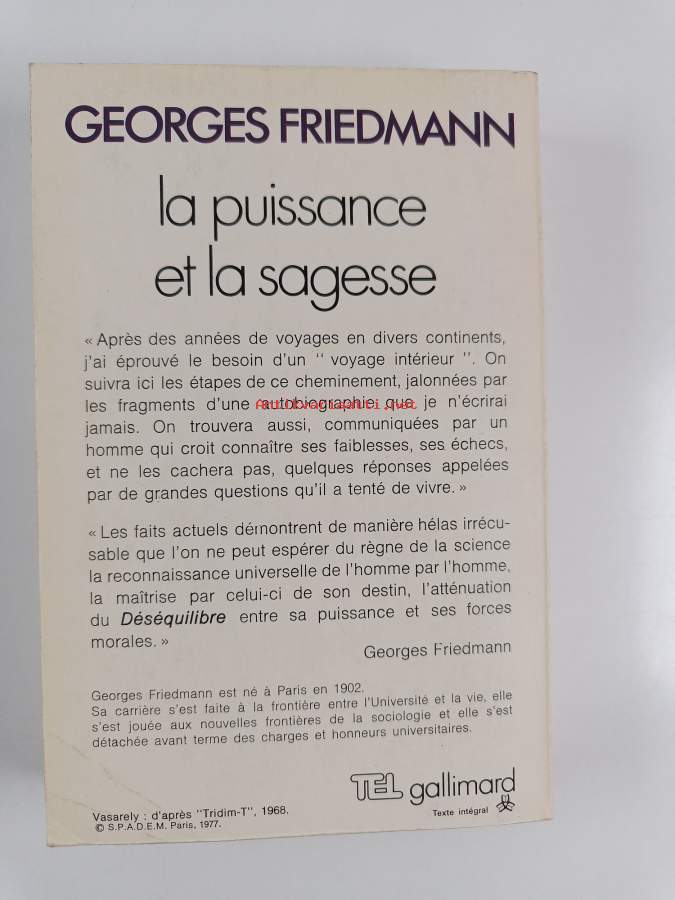 GEORGES FRIEDMANN
la puissance
et la sagesse
« Après des années de voyages en divers continents,
j'ai éprouvé le besoin d'un " voyage intérieur ". On
suivra ici les étapes de ce cheminement, jalonnées par
les fragments d'une autobiographie que je n'écrirai
jamais. On trouvera aussi, communiquées par un
homme qui croit connaître ses faiblesses, ses échecs,
et ne les cachera pas, quelques réponses appelées
par de grandes questions qu'il a tenté de vivre. »
« Les faits actuels démontrent de manière hélas irrécu-
sable que l'on ne peut espérer du règne de la science
la reconnaissance universelle de l'homme par l'homme,
la maîtrise par celui-ci de son destin, l'atténuation
du Déséquilibre entre sa puissance et ses forces
morales. »
Georges Friedmann
Georges Friedmann est né à Paris en 1902.
Sa carrière s'est faite à la frontière entre l'Université et la vie, elle
s'est jouée aux nouvelles frontières de la sociologie et elle s'est
détachée avant terme des charges et honneurs universitaires.
TEL gallimard
Texte intégral
Vasarely : d'après "Tridim-T", 1968.
© S.P.A.D.E.M. Paris, 1977.